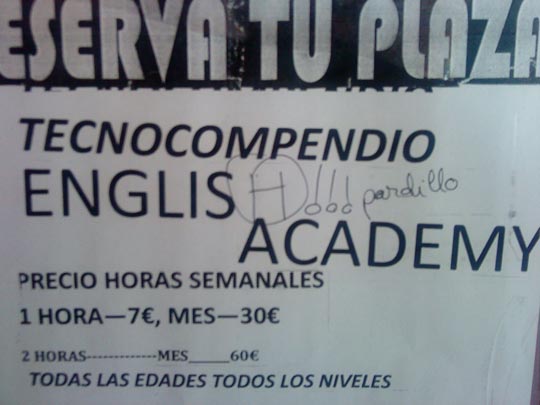 ESERVA TU PLAZA
TECNOCOMPENDIO
ENGLIS H!!! pardillo
ACADEMY
PRECIO HORAS SEMANALES
1 HORA—7€, MES—30€
2 HORAS-------------MES_____60€
TODAS LAS EDADES TODOS LOS NIVELES